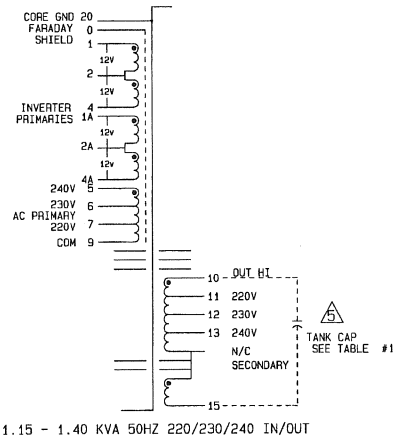 CORE GND 20
FARADAY 0
SHIELD
1
12V
2
12V
INVERTER 4
PRIMARIES 1A
12V
2A
12V
4A
240V 5
230V 6
AC PRIMARY
220V 7
COM 9
10 OUT HI
11 220V
12 230V
13 240V
N/C
SECONDARY
15
5
TANK CAP
SEE TABLE #1
1.15 - 1.40 KVA 50HZ 220/230/240 IN/OUT